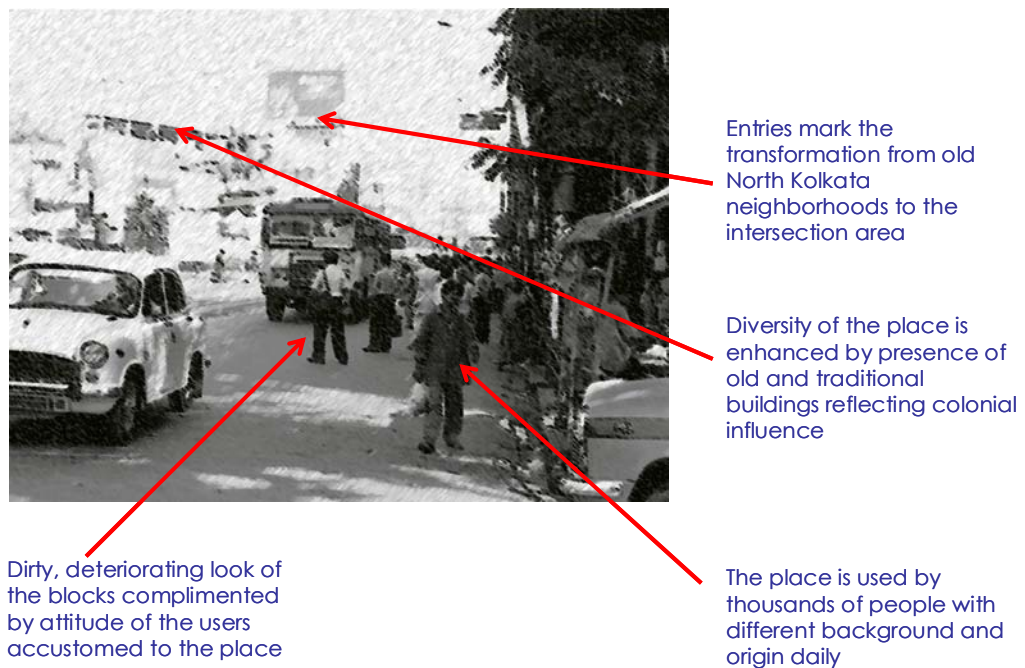 Entries mark the
transformation from old
North Kolkata
neighborhoods to the
intersection area
Diversity of the place is
enhanced by presence of
old and traditional
buildings reflecting colonial
influence
Dirty, deteriorating look of
the blocks complimented
by attitude of the users
accustomed to the place
The place is used by
thousands of people with
different background and
origin daily